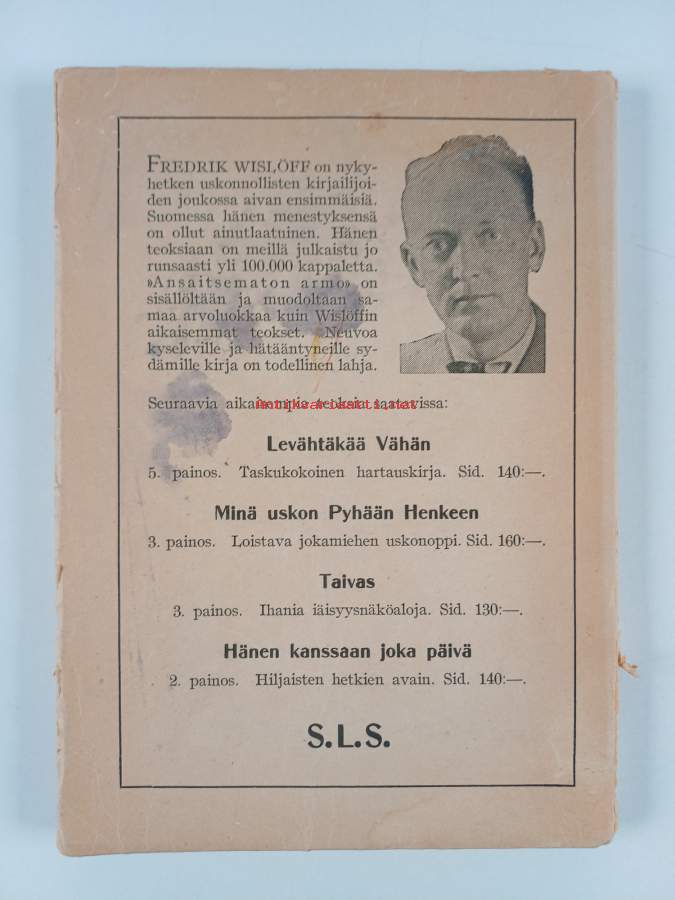 FREDRIK WISLÖFF on nyky-
hetken uskonnollisten kirjailijoi-
den joukossa aivan ensimmäisiä.
Suomessa hänen menestyksensä
on ollut ainutlaatuinen. Hänen
teoksiaan on meillä julkaistu jo
runsaasti yli 100.000 kappaletta.
»Ansaitsematon armo» on
sisällöltään ja muodoltaan sa-
maa arvoluokkaa kuin Wislöffin
aikaisemmat teokset. Neuvoa
kyseleville ja hätääntyneille sy-
dämille kirja on todellinen lahja.
Seuraavia aikaisempia teoksia saatavissa:
Levähtäkää Vähän
5. painos. Taskukokoinen hartauskirja. Sid. 140:—.
Minä uskon Pyhään Henkeen
3. painos. Loistava jokamiehen uskonoppi. Sid. 160:—.
Taivas
3. painos. Ihania iäisyysnäköaloja. Sid. 130:—.
Hänen kanssaan joka päivä
2. painos. Hiljaisten hetkien avain. Sid. 140:—.
S.L.S.